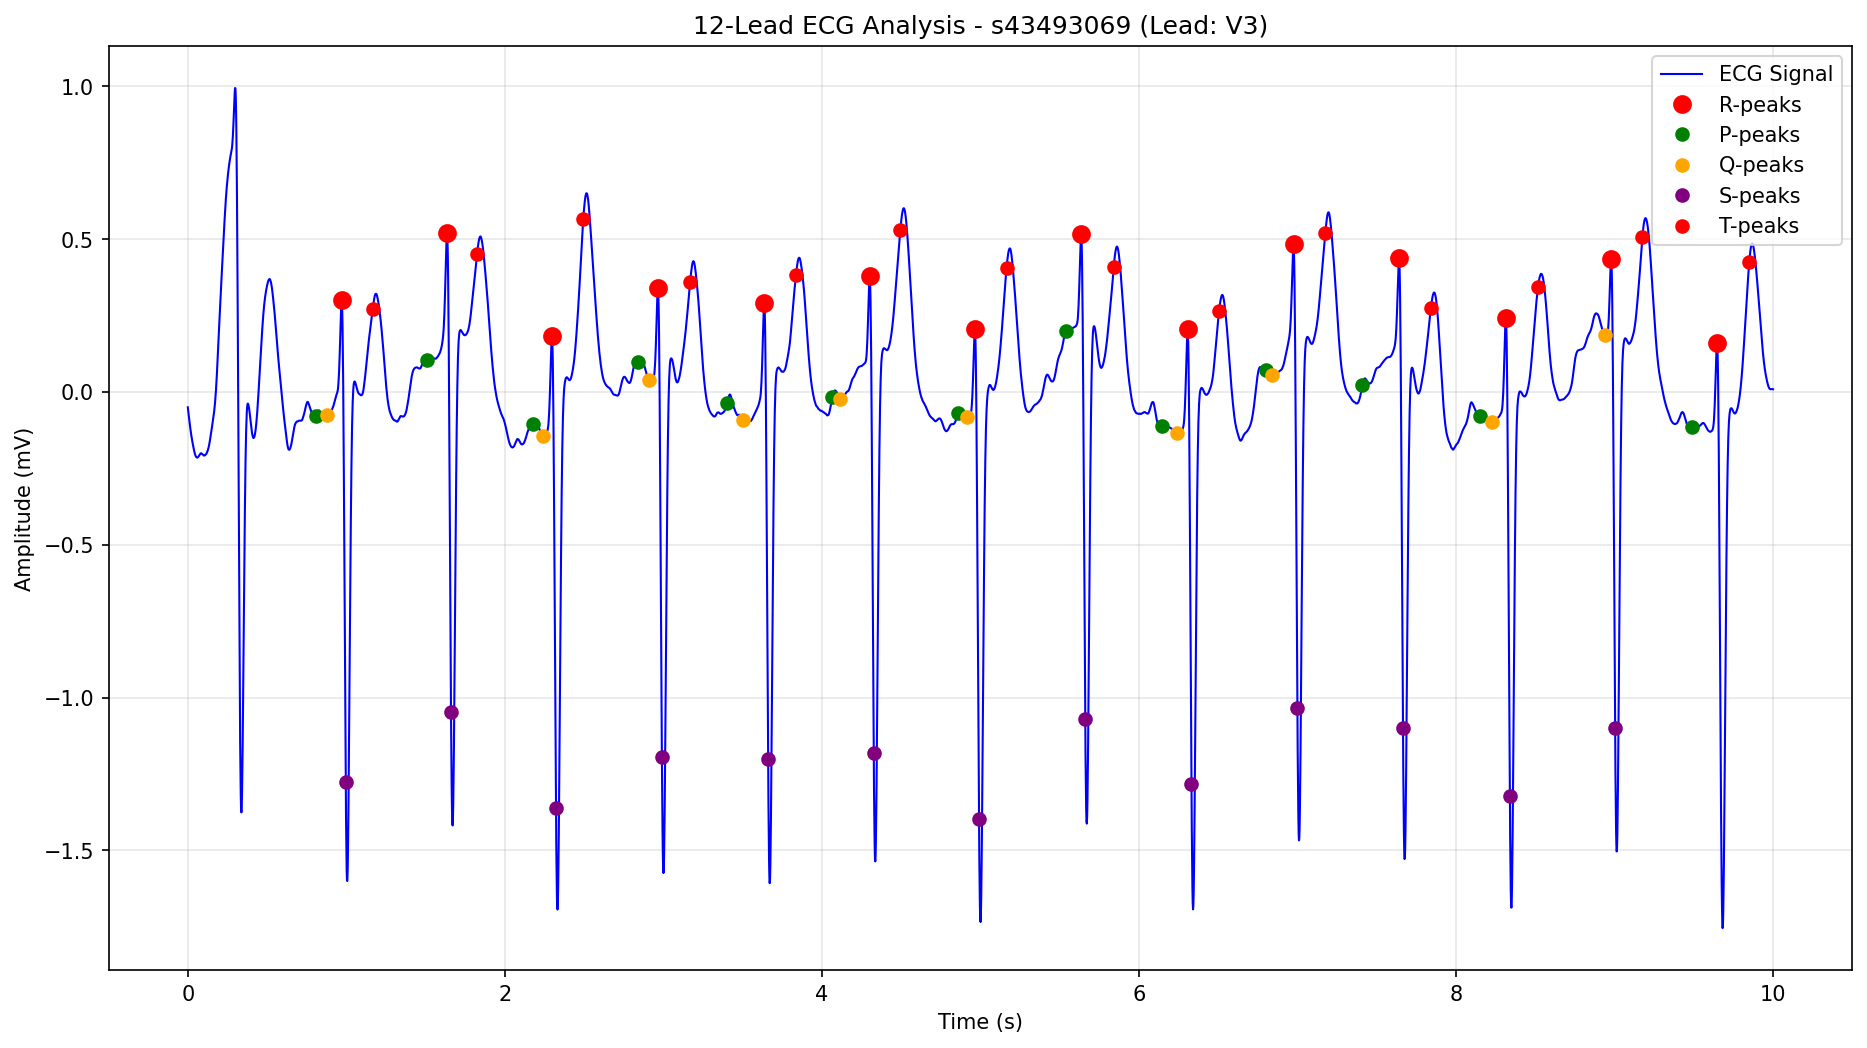 12-Lead ECG Analysis - s43493069 (Lead: V3)
ECG Signal
R-peaks
P-peaks
Q-peaks
S-peaks
T-peaks
1.0
0.5
0.0
−0.5
−1.0
−1.5
Amplitude (mV)
0 2 4 6 8 10
Time (s)